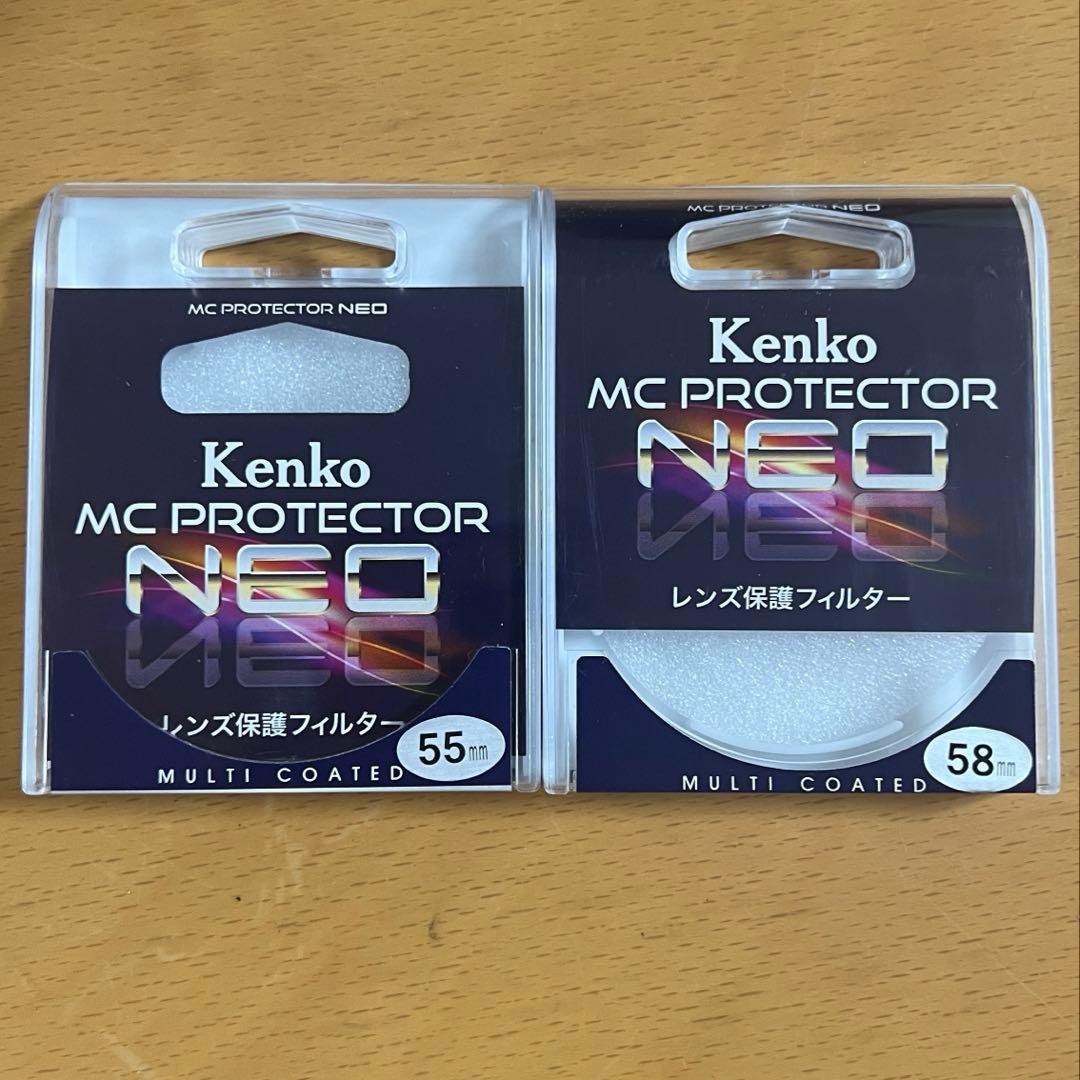 MC PROTECTOR NEO
Kenko
MC PROTECTOR
NEO
レンズ保護フィルター
55mm
MULTI COATED
MC PROTECTOR NEO
Kenko
MC PROTECTOR
NEO
レンズ保護フィルター
58mm
MULTI COATED